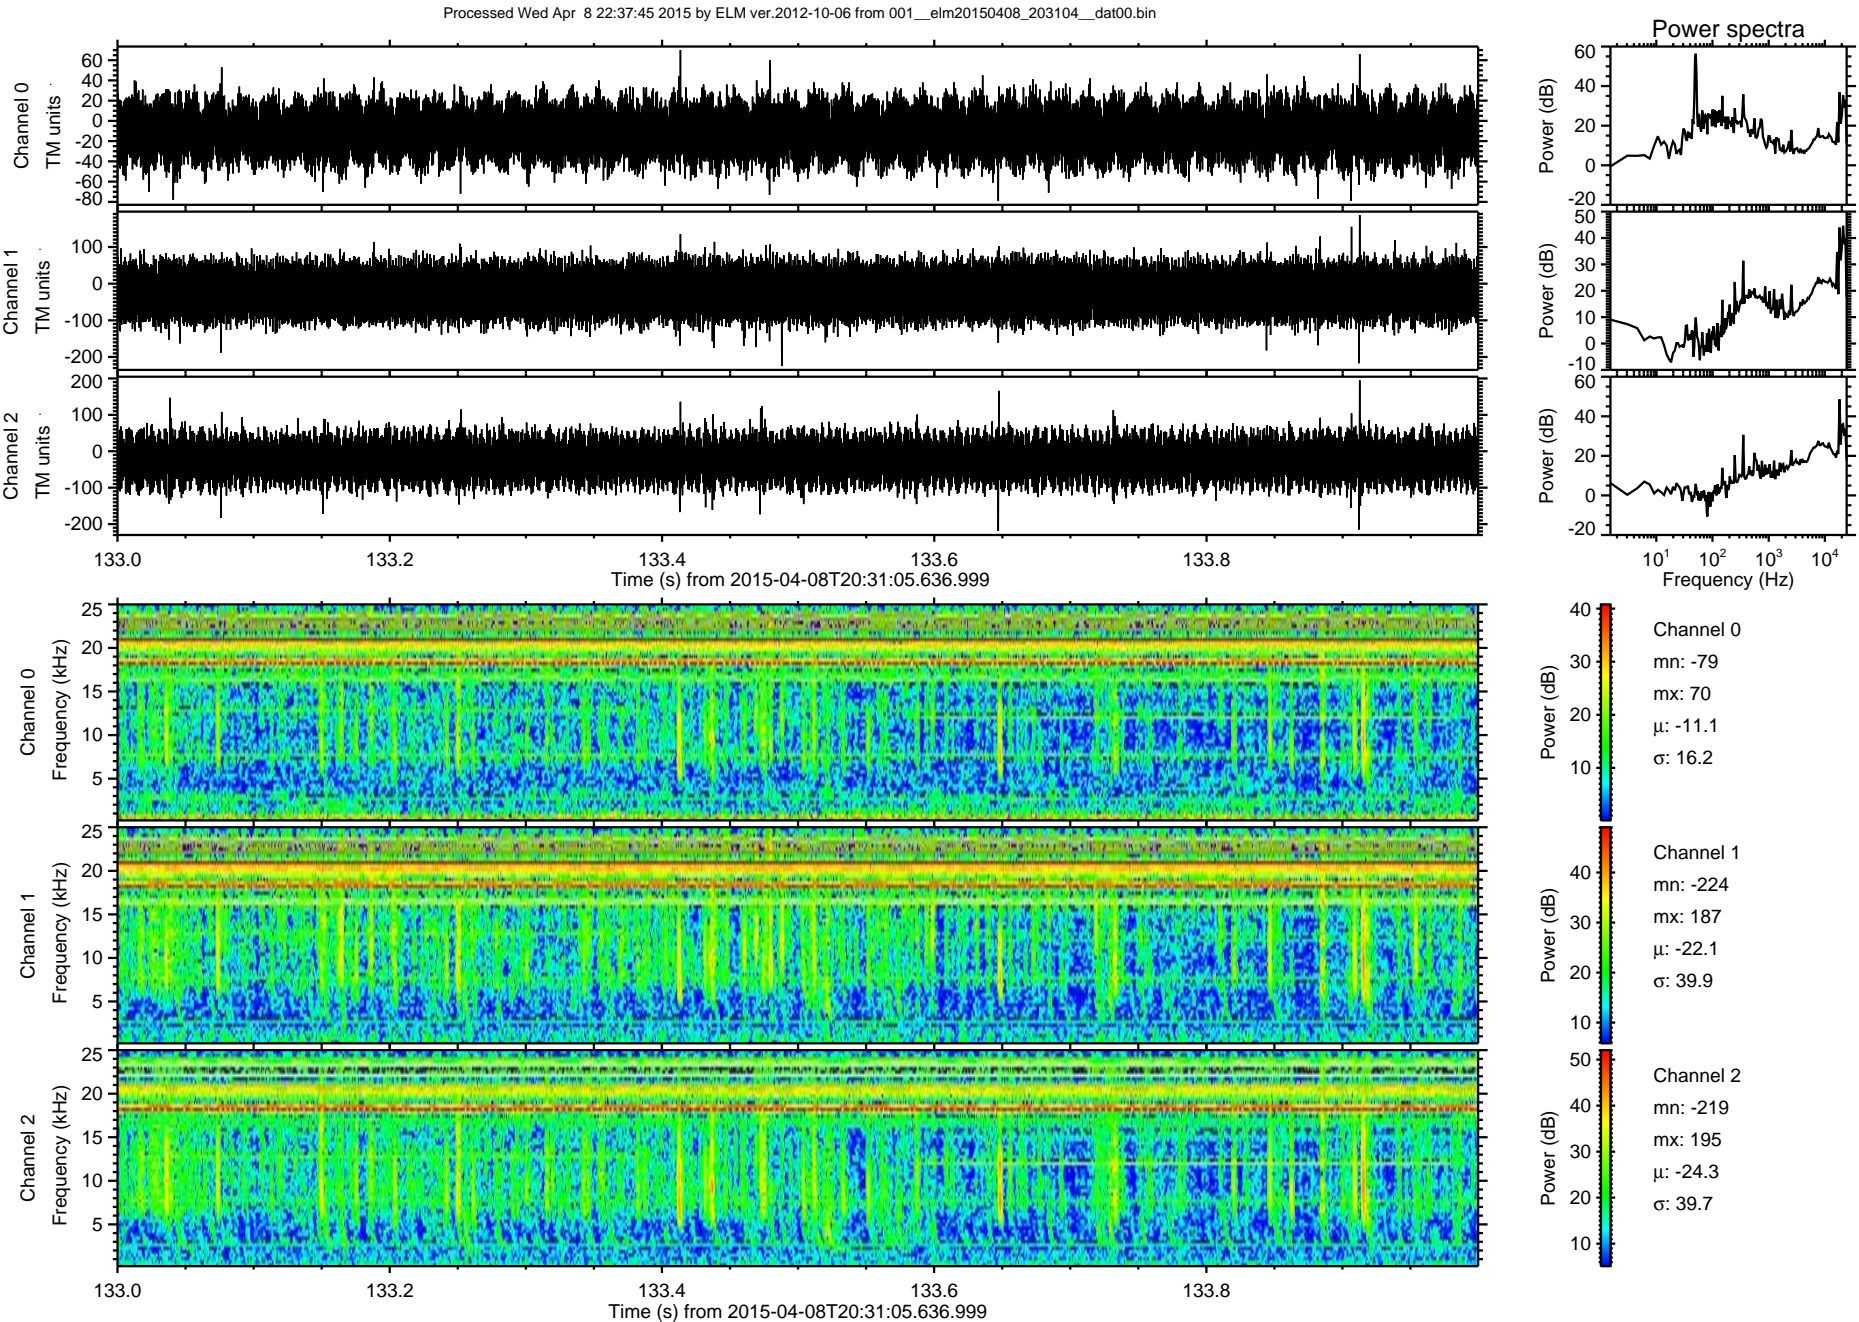 Processed Wed Apr  8 22:37:45 2015 by ELM ver.2012-10-06 from 001__elm20150408_203104__dat00.bin
Power spectra
Channel 0
TM units
60
40
20
0
-20
-40
-60
-80
Power (dB)
60
40
20
0
-20
Channel 1
TM units
100
0
-100
-200
Power (dB)
50
40
30
20
10
0
-10
Channel 2
TM units
200
100
0
-100
-200
Power (dB)
60
40
20
0
-20
133.0 133.2 133.4 133.6 133.8
Time (s) from 2015-04-08T20:31:05.636.999
10^1 10^2 10^3 10^4
Frequency (Hz)
Channel 0
Frequency (kHz)
25
20
15
10
5
Power (dB)
40
30
20
10
Channel 0
mn: -79
mx: 70
μ: -11.1
σ: 16.2
Channel 1
Frequency (kHz)
25
20
15
10
5
Power (dB)
40
30
20
10
Channel 1
mn: -224
mx: 187
μ: -22.1
σ: 39.9
Channel 2
Frequency (kHz)
25
20
15
10
5
Power (dB)
50
40
30
20
10
Channel 2
mn: -219
mx: 195
μ: -24.3
σ: 39.7
133.0 133.2 133.4 133.6 133.8
Time (s) from 2015-04-08T20:31:05.636.999